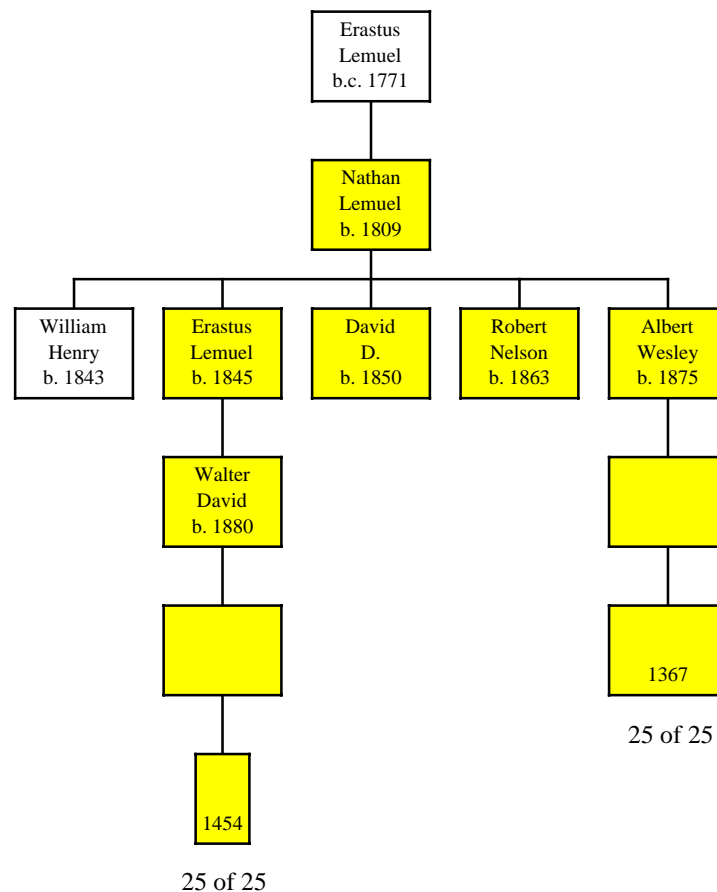 Erastus
Lemuel
b.c. 1771
Nathan
Lemuel
b. 1809
William
Henry
b. 1843
Erastus
Lemuel
b. 1845
David
D.
b. 1850
Robert
Nelson
b. 1863
Albert
Wesley
b. 1875
Walter
David
b. 1880
1367
25 of 25
1454
25 of 25